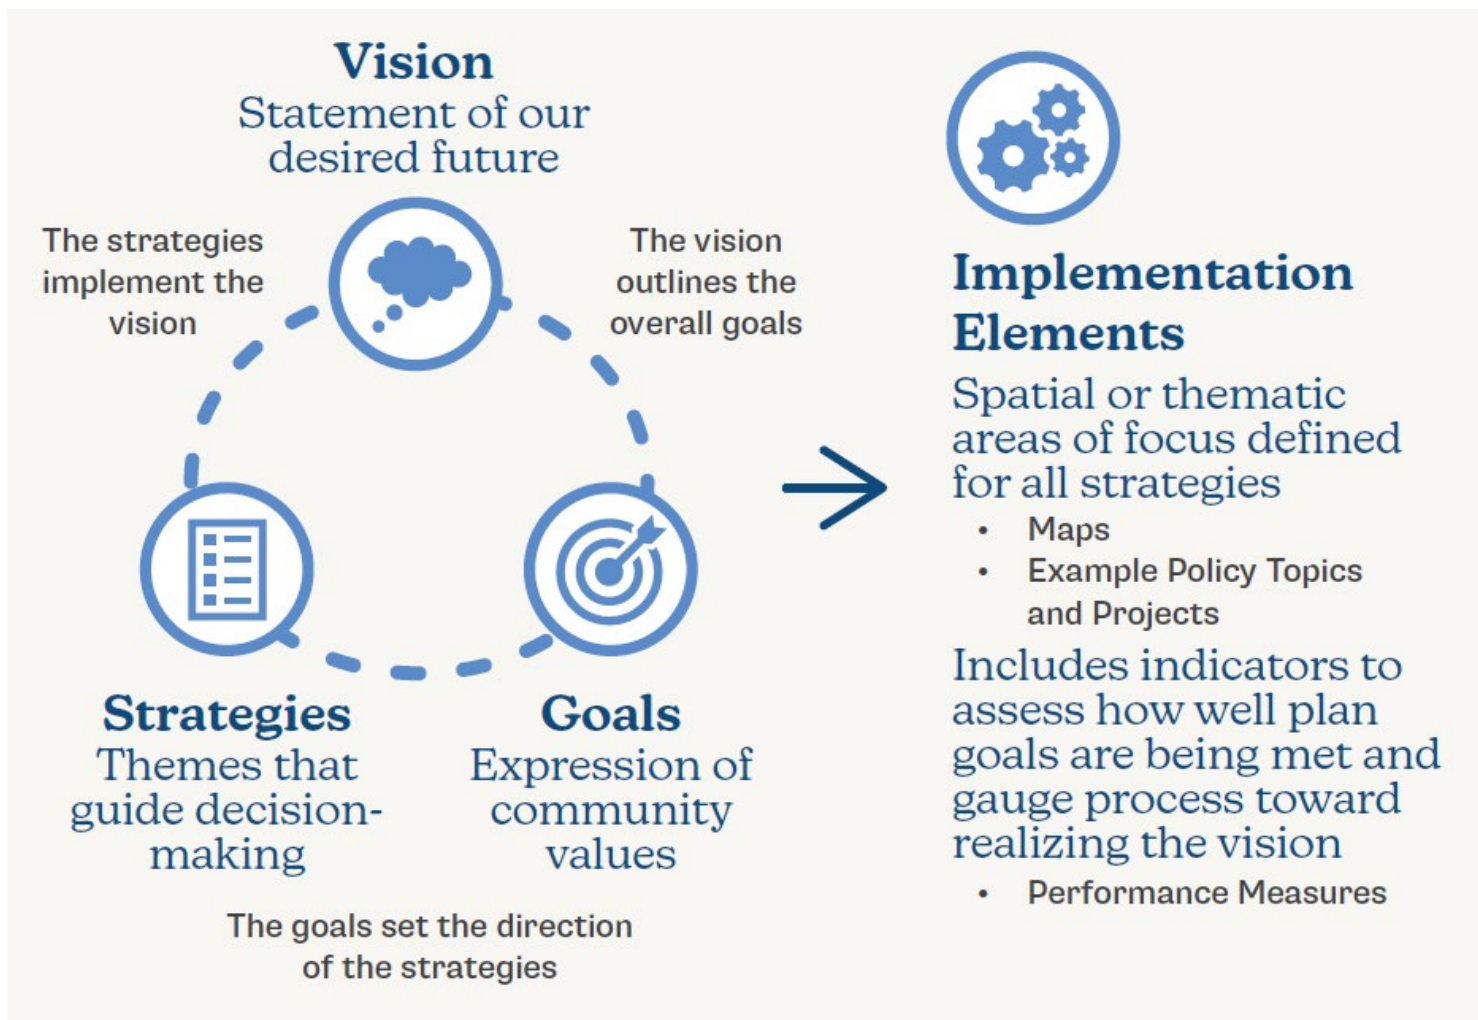 Vision
Statement of our
desired future
The strategies
implement the
vision
The vision
outlines the
overall goals
Strategies
Themes that
guide decision-
making
Goals
Expression of
community
values
The goals set the direction
of the strategies
Implementation
Elements
Spatial or thematic
areas of focus defined
for all strategies
• Maps
• Example Policy Topics
and Projects
Includes indicators to
assess how well plan
goals are being met and
gauge process toward
realizing the vision
• Performance Measures